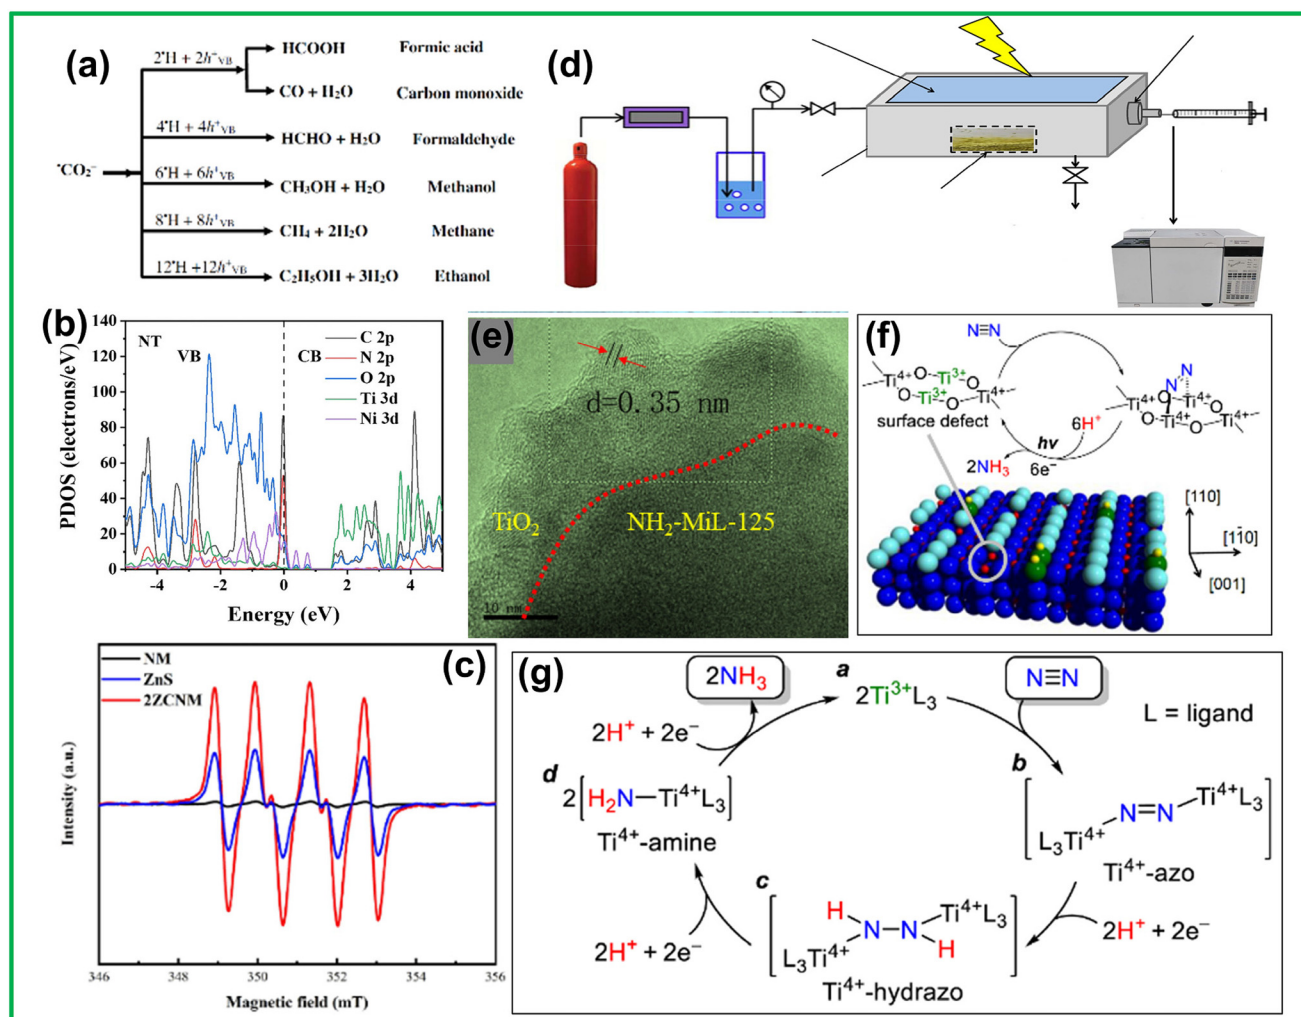 (a)
2•H + 2h⁺VB
HCOOH Formic acid
CO + H₂O Carbon monoxide
4•H + 4h⁺VB
HCHO + H₂O Formaldehyde
•CO₂⁻
6•H + 6h⁺VB
CH₃OH + H₂O Methanol
8•H + 8h⁺VB
CH₄ + 2H₂O Methane
12•H +12h⁺VB
C₂H₅OH + 3H₂O Ethanol
(d)
(b)
PDOS (electrons/eV)
140
120
100
80
60
40
20
0
NT
VB
CB
C 2p
N 2p
O 2p
Ti 3d
Ni 3d
-4 -2 0 2 4
Energy (eV)
(e)
d=0.35 nm
TiO₂
NH₂-MiL-125
10 nm
(f)
N≡N
Ti⁴⁺ O Ti³⁺ O
O Ti³⁺ O Ti⁴⁺
surface defect
N N
Ti⁴⁺ O Ti⁴⁺ O
Ti⁴⁺ O Ti⁴⁺
6H⁺
hv
2NH₃
6e⁻
[110]
[11̄0]
[001]
(c)
NM
ZnS
2ZCNM
Intensity (a.u.)
346 348 350 352 354 356
Magnetic field (mT)
(g)
2NH₃
a
2Ti³⁺L₃
N≡N
L = ligand
2H⁺ + 2e⁻
b
L₃Ti⁴⁺ N=N Ti⁴⁺L₃
Ti⁴⁺-azo
2H⁺ + 2e⁻
c
H
L₃Ti⁴⁺ N–N Ti⁴⁺L₃
H
Ti⁴⁺-hydrazo
2H⁺ + 2e⁻
d
2[H₂N–Ti⁴⁺L₃]
Ti⁴⁺-amine